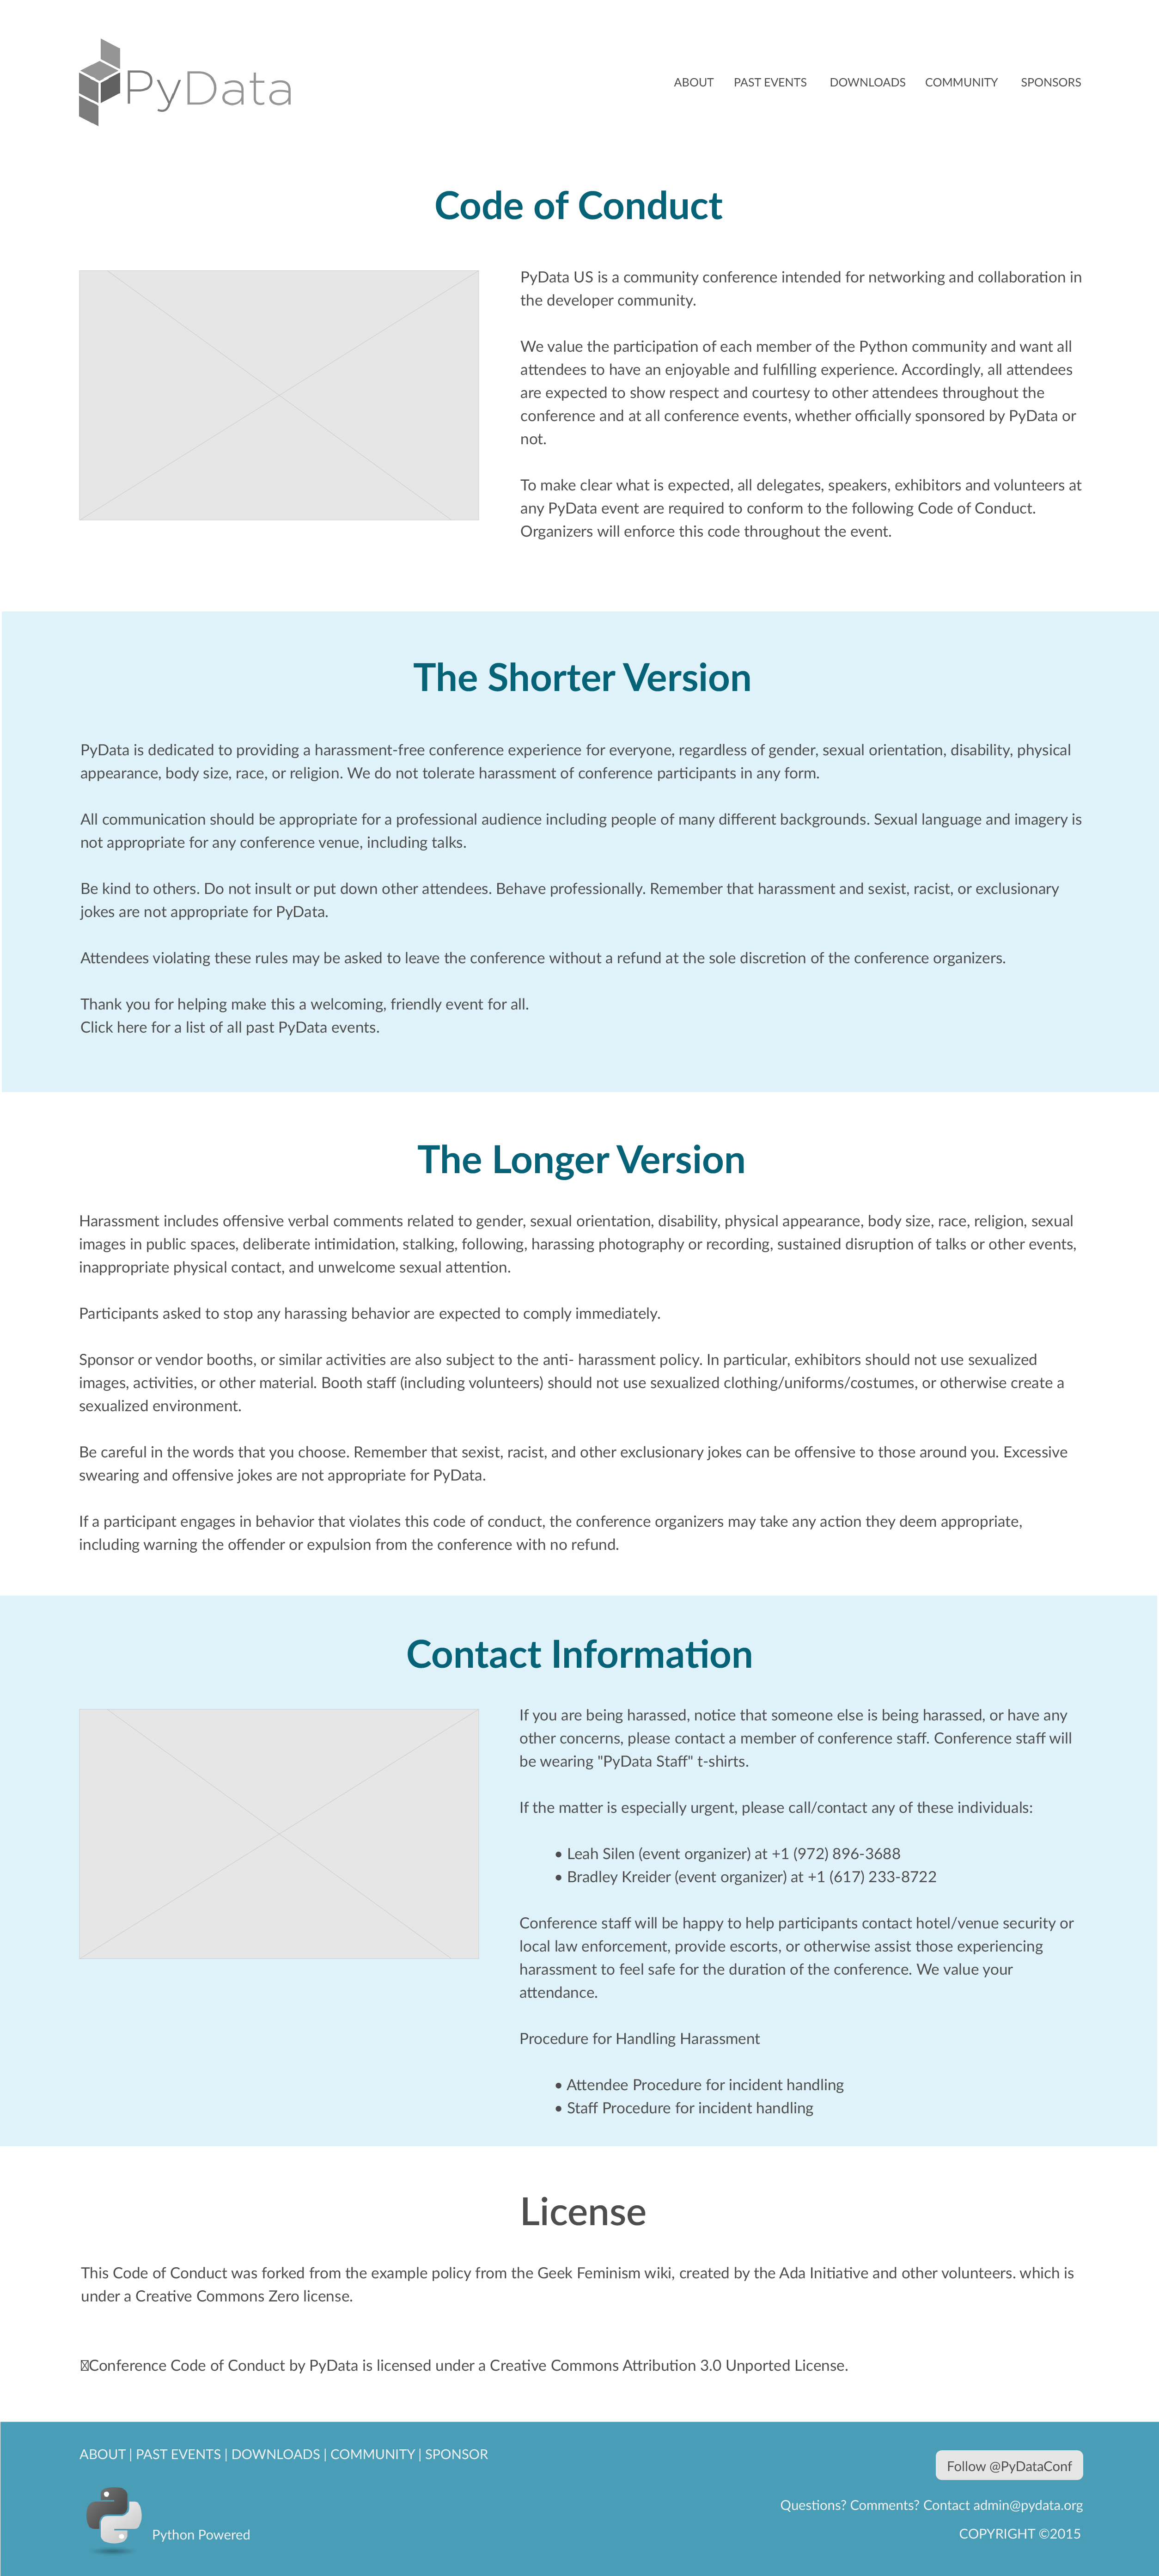 PyData
ABOUT PAST EVENTS DOWNLOADS COMMUNITY SPONSORS
Code of Conduct
PyData US is a community conference intended for networking and collaboration in
the developer community.
We value the participation of each member of the Python community and want all
attendees to have an enjoyable and fulfilling experience. Accordingly, all attendees
are expected to show respect and courtesy to other attendees throughout the
conference and at all conference events, whether officially sponsored by PyData or
not.
To make clear what is expected, all delegates, speakers, exhibitors and volunteers at
any PyData event are required to conform to the following Code of Conduct.
Organizers will enforce this code throughout the event.
The Shorter Version
PyData is dedicated to providing a harassment-free conference experience for everyone, regardless of gender, sexual orientation, disability, physical
appearance, body size, race, or religion. We do not tolerate harassment of conference participants in any form.
All communication should be appropriate for a professional audience including people of many different backgrounds. Sexual language and imagery is
not appropriate for any conference venue, including talks.
Be kind to others. Do not insult or put down other attendees. Behave professionally. Remember that harassment and sexist, racist, or exclusionary
jokes are not appropriate for PyData.
Attendees violating these rules may be asked to leave the conference without a refund at the sole discretion of the conference organizers.
Thank you for helping make this a welcoming, friendly event for all.
Click here for a list of all past PyData events.
The Longer Version
Harassment includes offensive verbal comments related to gender, sexual orientation, disability, physical appearance, body size, race, religion, sexual
images in public spaces, deliberate intimidation, stalking, following, harassing photography or recording, sustained disruption of talks or other events,
inappropriate physical contact, and unwelcome sexual attention.
Participants asked to stop any harassing behavior are expected to comply immediately.
Sponsor or vendor booths, or similar activities are also subject to the anti- harassment policy. In particular, exhibitors should not use sexualized
images, activities, or other material. Booth staff (including volunteers) should not use sexualized clothing/uniforms/costumes, or otherwise create a
sexualized environment.
Be careful in the words that you choose. Remember that sexist, racist, and other exclusionary jokes can be offensive to those around you. Excessive
swearing and offensive jokes are not appropriate for PyData.
If a participant engages in behavior that violates this code of conduct, the conference organizers may take any action they deem appropriate,
including warning the offender or expulsion from the conference with no refund.
Contact Information
If you are being harassed, notice that someone else is being harassed, or have any
other concerns, please contact a member of conference staff. Conference staff will
be wearing "PyData Staff" t-shirts.
If the matter is especially urgent, please call/contact any of these individuals:
• Leah Silen (event organizer) at +1 (972) 896-3688
• Bradley Kreider (event organizer) at +1 (617) 233-8722
Conference staff will be happy to help participants contact hotel/venue security or
local law enforcement, provide escorts, or otherwise assist those experiencing
harassment to feel safe for the duration of the conference. We value your
attendance.
Procedure for Handling Harassment
• Attendee Procedure for incident handling
• Staff Procedure for incident handling
License
This Code of Conduct was forked from the example policy from the Geek Feminism wiki, created by the Ada Initiative and other volunteers. which is
under a Creative Commons Zero license.
Conference Code of Conduct by PyData is licensed under a Creative Commons Attribution 3.0 Unported License.
ABOUT | PAST EVENTS | DOWNLOADS | COMMUNITY | SPONSOR
Follow @PyDataConf
Questions? Comments? Contact admin@pydata.org
Python Powered
COPYRIGHT ©2015